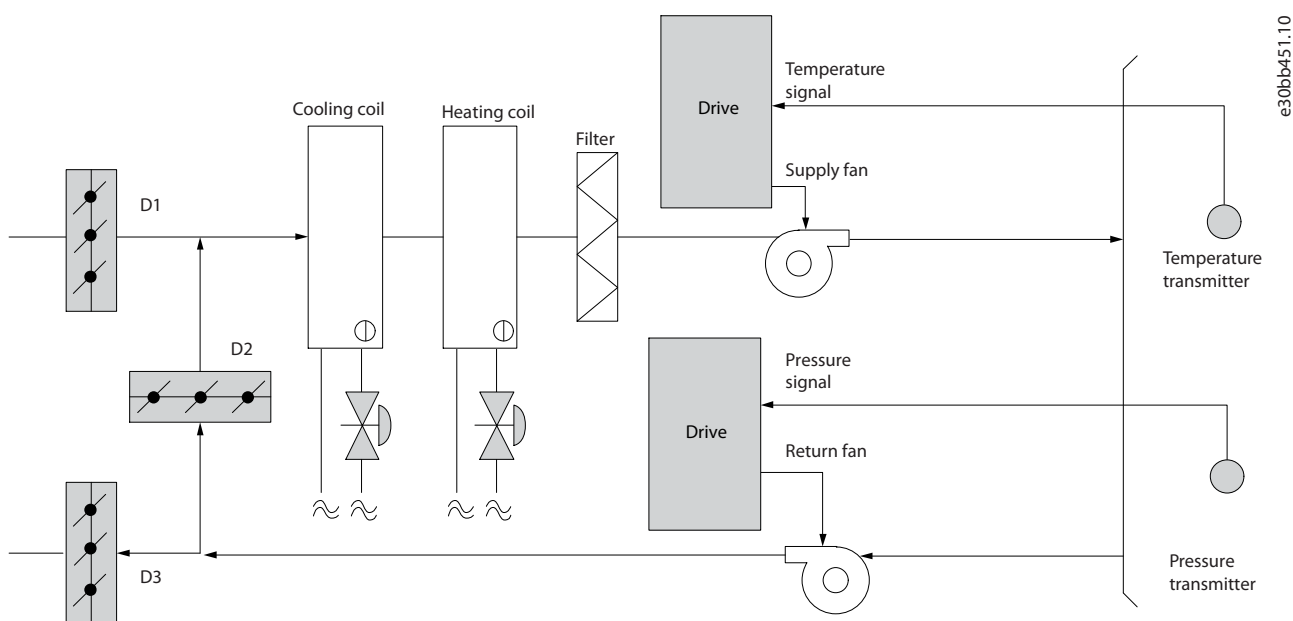 e30bb451.10
Temperature
signal
Drive
Cooling coil
Heating coil
Filter
Supply fan
D1
Temperature
transmitter
D2
Pressure
signal
Drive
Return fan
D3
Pressure
transmitter